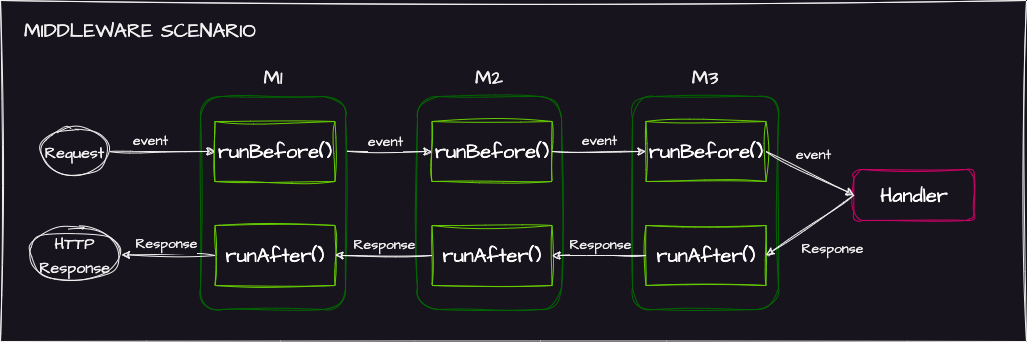 MIDDLEWARE SCENARIO
M1
M2
M3
Request
event
runBefore()
event
runBefore()
event
runBefore()
event
Handler
HTTP
Response
Response
runAfter()
Response
runAfter()
Response
runAfter()
Response